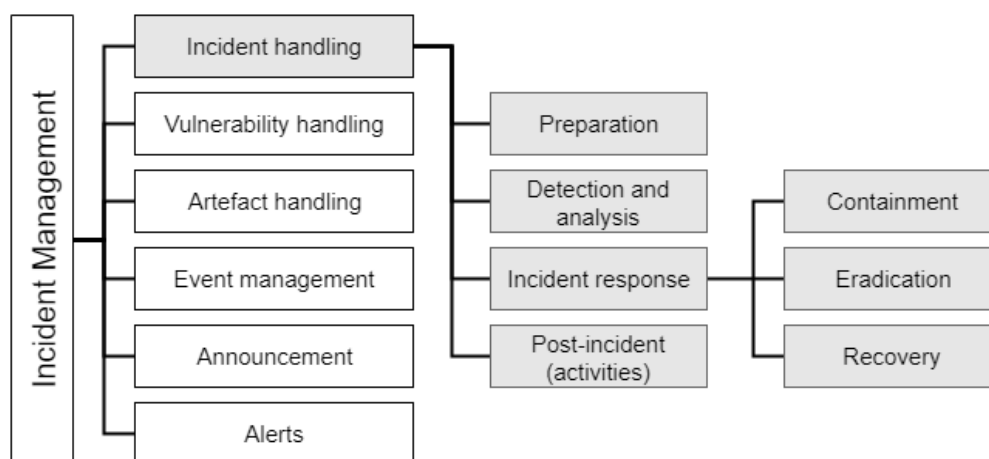 Incident Management
Incident handling
Vulnerability handling
Artefact handling
Event management
Announcement
Alerts
Preparation
Detection and
analysis
Incident response
Post-incident
(activities)
Containment
Eradication
Recovery